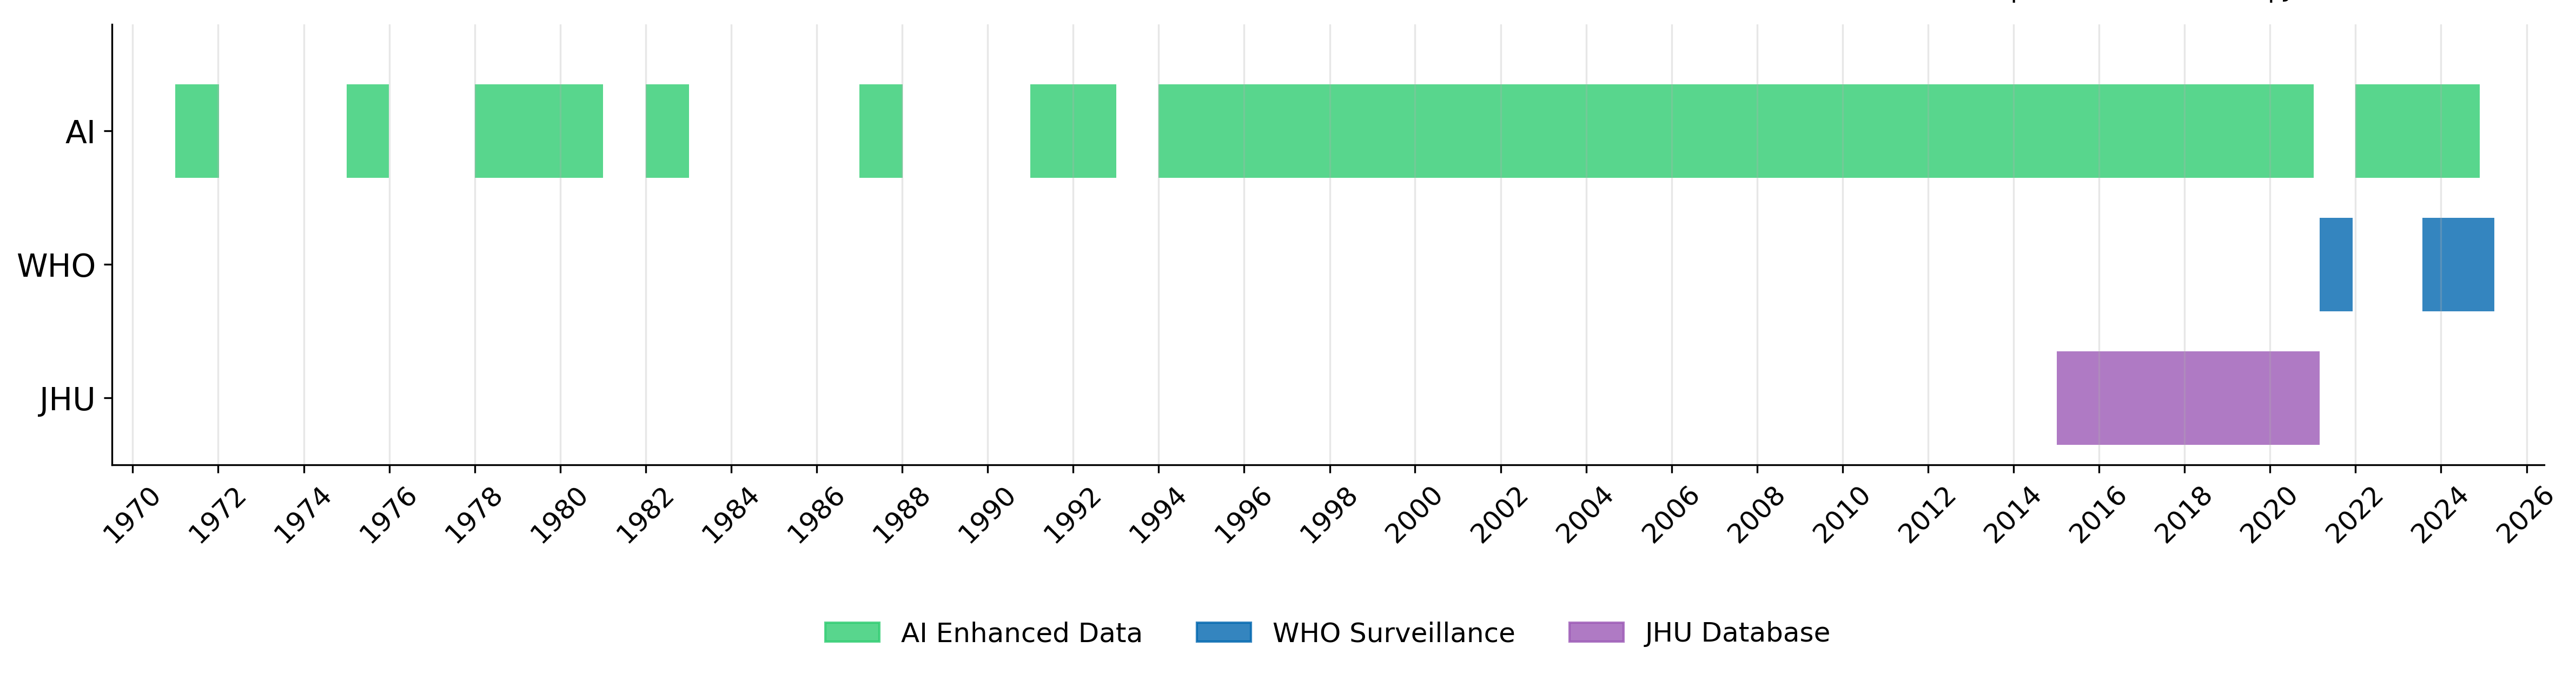 AI
WHO
JHU
1970 1972 1974 1976 1978 1980 1982 1984 1986 1988 1990 1992 1994 1996 1998 2000 2002 2004 2006 2008 2010 2012 2014 2016 2018 2020 2022 2024 2026
AI Enhanced Data WHO Surveillance JHU Database